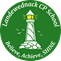 Landewednack CP School
Believe, Achieve, SHINE